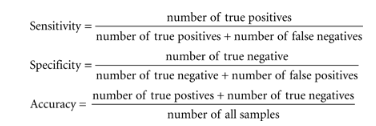 number of true positives
Sensitivity =
number of true positives + number of false negatives
number of true negative
Specificity =
number of true negative + number of false positives
number of true postives + number of true negatives
Accuracy =
number of all samples